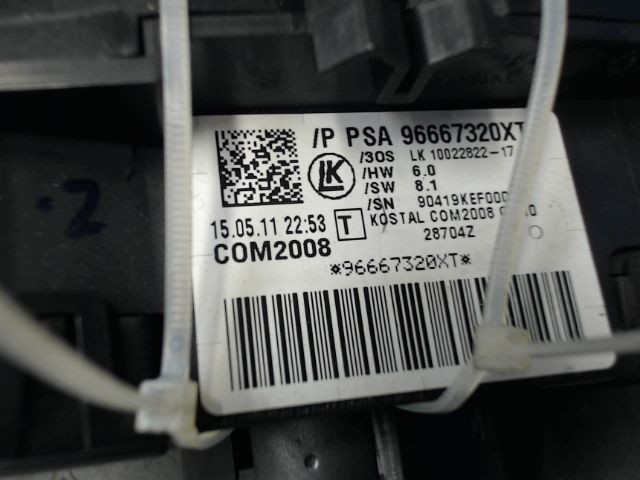 /P PSA 96667320XT
/3OS LK 10022822-17
/HW 6.0
/SW 8.1
/SN
LK
15.05.11 22:53 T KOSTAL COM2008
28704Z
COM2008
*96667320XT*
-2